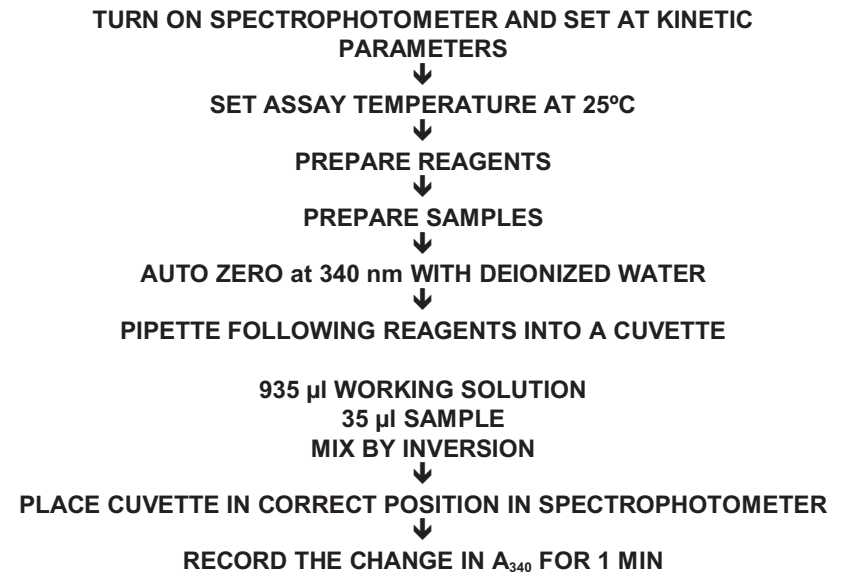 TURN ON SPECTROPHOTOMETER AND SET AT KINETIC
PARAMETERS
SET ASSAY TEMPERATURE AT 25ºC
PREPARE REAGENTS
PREPARE SAMPLES
AUTO ZERO at 340 nm WITH DEIONIZED WATER
PIPETTE FOLLOWING REAGENTS INTO A CUVETTE
935 µl WORKING SOLUTION
35 µl SAMPLE
MIX BY INVERSION
PLACE CUVETTE IN CORRECT POSITION IN SPECTROPHOTOMETER
RECORD THE CHANGE IN A₃₄₀ FOR 1 MIN